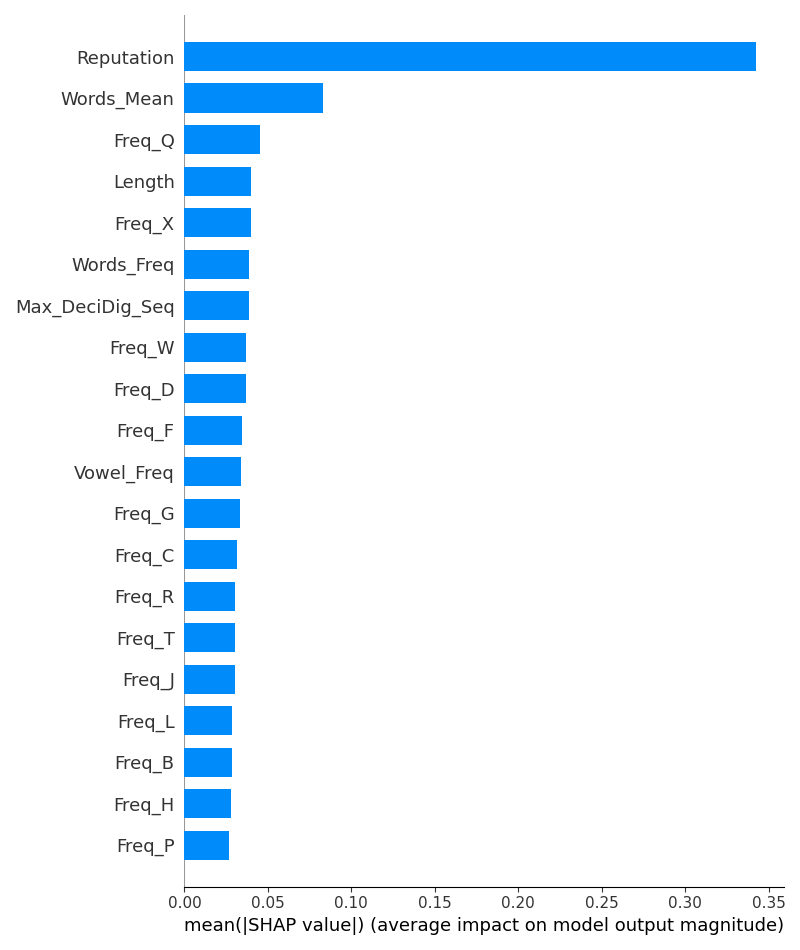 Reputation
Words_Mean
Freq_Q
Length
Freq_X
Words_Freq
Max_DeciDig_Seq
Freq_W
Freq_D
Freq_F
Vowel_Freq
Freq_G
Freq_C
Freq_R
Freq_T
Freq_J
Freq_L
Freq_B
Freq_H
Freq_P
0.00 0.05 0.10 0.15 0.20 0.25 0.30 0.35
mean(|SHAP value|) (average impact on model output magnitude)